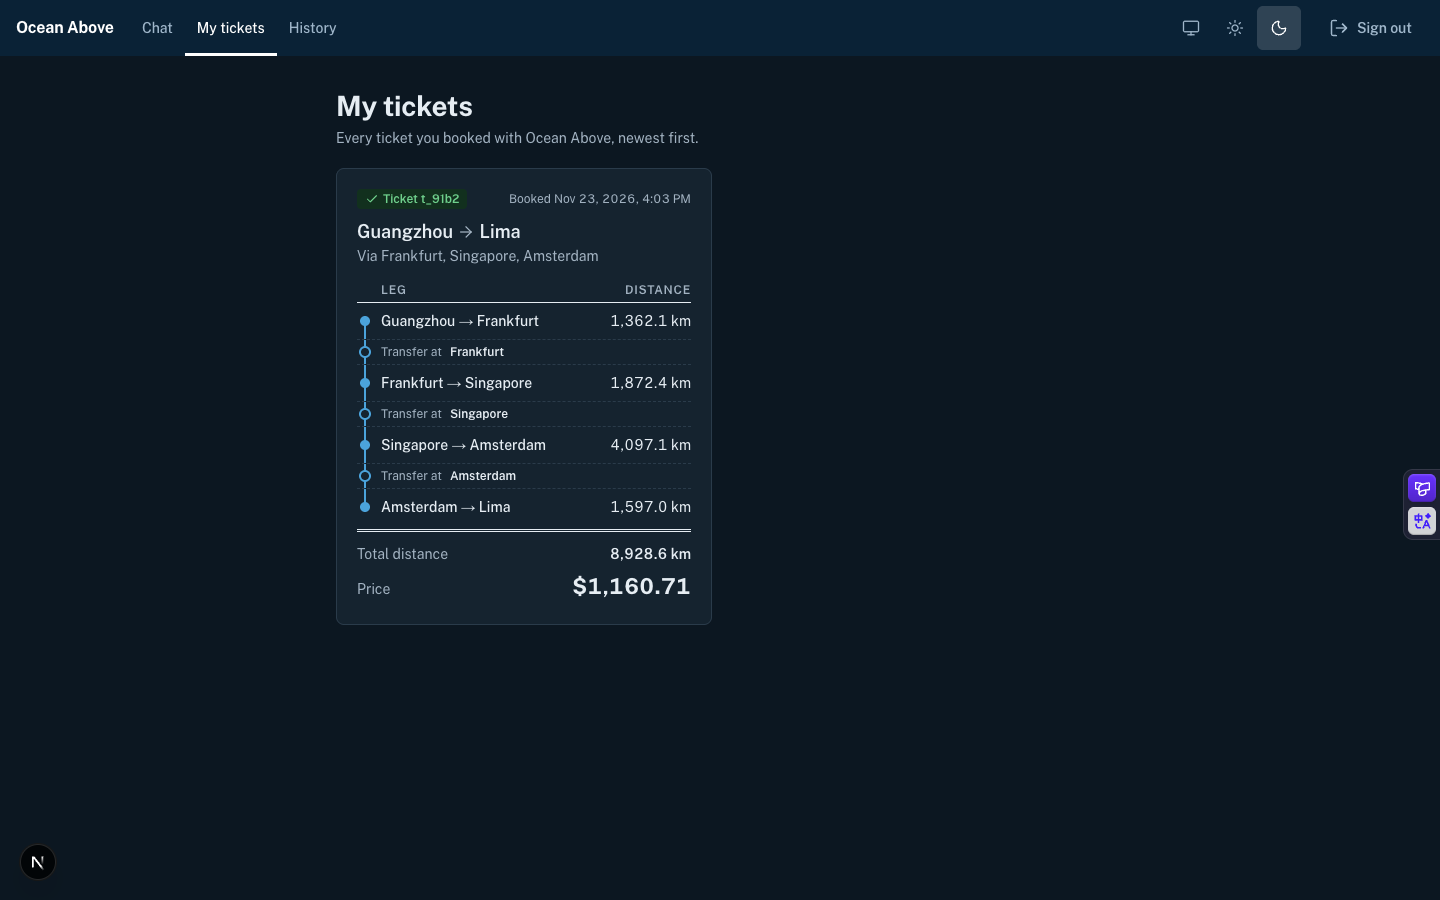 Ocean Above Chat My tickets History Sign out
My tickets
Every ticket you booked with Ocean Above, newest first.
Ticket t_91b2 Booked Nov 23, 2026, 4:03 PM
Guangzhou → Lima
Via Frankfurt, Singapore, Amsterdam
LEG DISTANCE
Guangzhou → Frankfurt 1,362.1 km
Transfer at Frankfurt
Frankfurt → Singapore 1,872.4 km
Transfer at Singapore
Singapore → Amsterdam 4,097.1 km
Transfer at Amsterdam
Amsterdam → Lima 1,597.0 km
Total distance 8,928.6 km
Price $1,160.71
中A
N